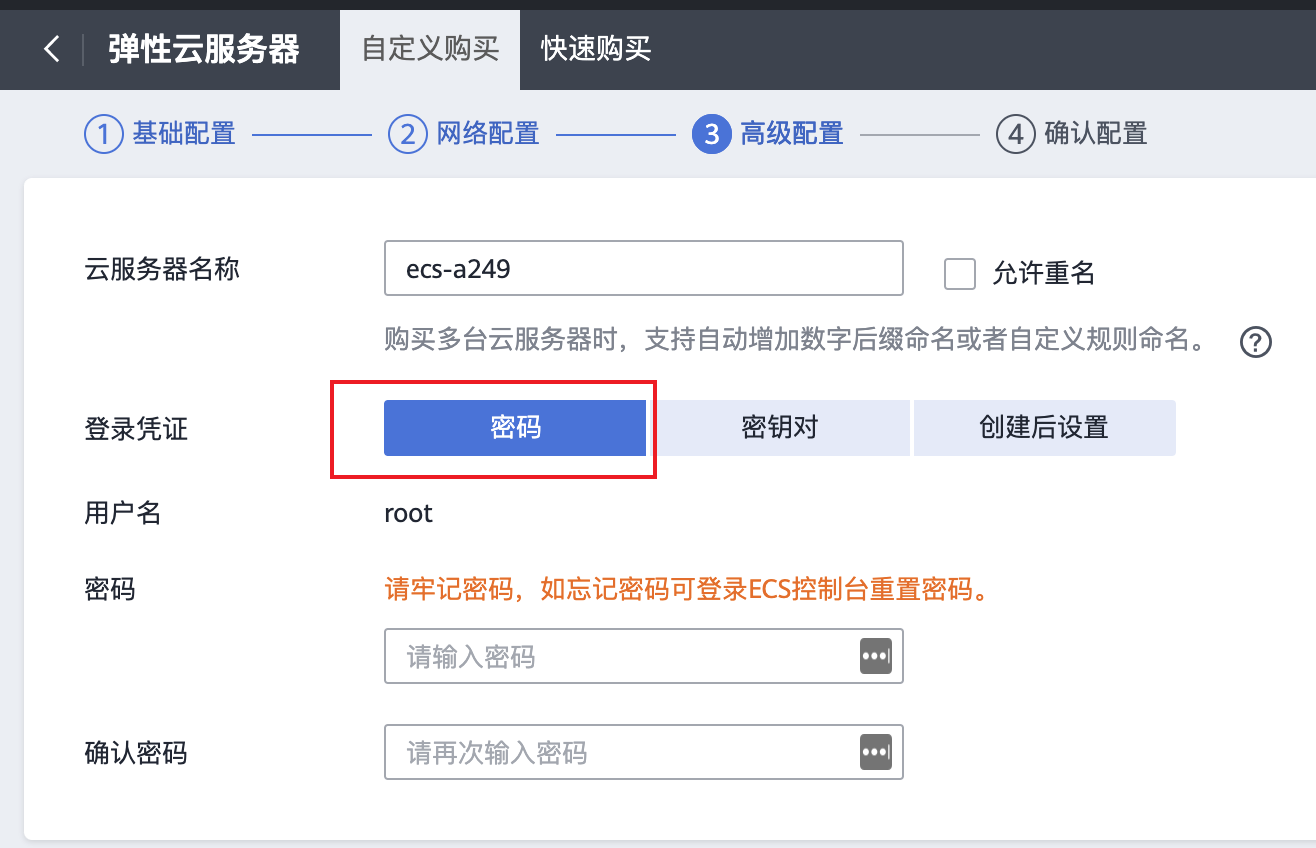 弹性云服务器 自定义购买 快速购买
1 基础配置 2 网络配置 3 高级配置 4 确认配置
云服务器名称 ecs-a249 允许重名
购买多台云服务器时，支持自动增加数字后缀命名或者自定义规则命名。 ?
登录凭证 密码 密钥对 创建后设置
用户名 root
密码 请牢记密码，如忘记密码可登录ECS控制台重置密码。
请输入密码
确认密码 请再次输入密码